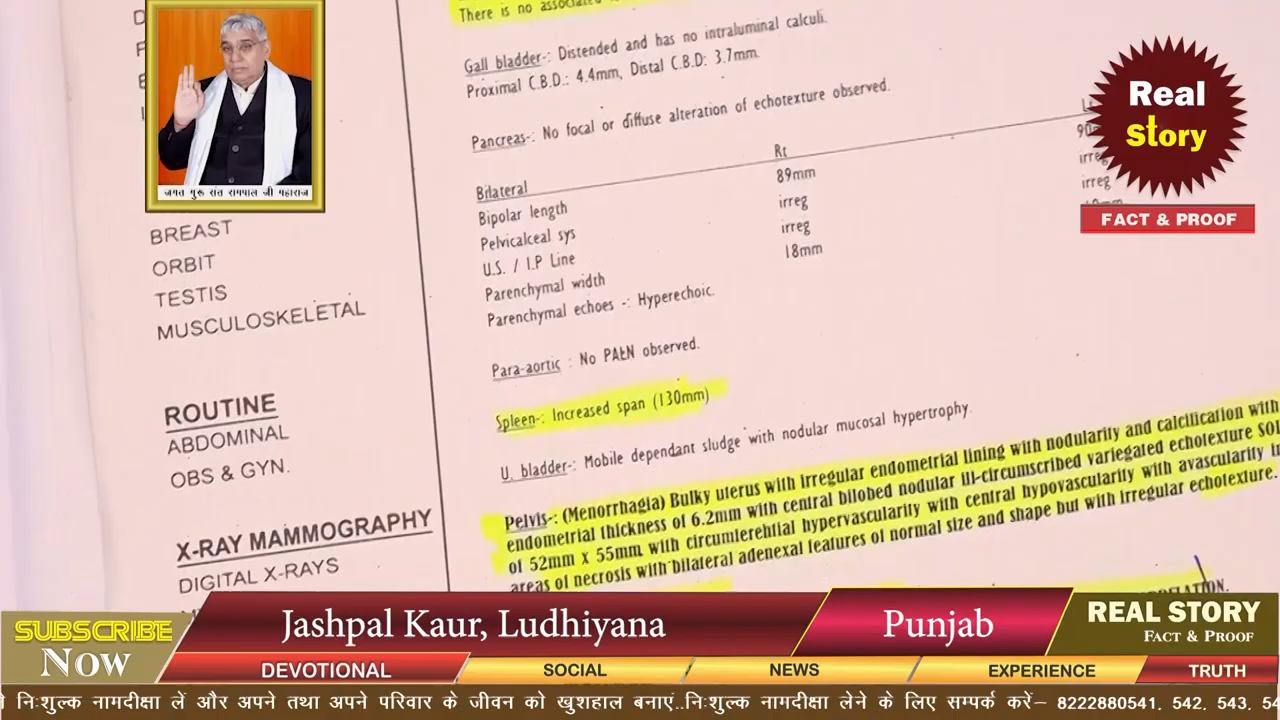 There is no associated
Gall bladder-: Distended and has no intraluminal calculi.
Proximal C.B.D.: 4.4mm, Distal C.B.D: 3.7mm.
Pancreas-: No focal or diffuse alteration of echotexture observed.
Bilateral Rt
Bipolar length 89mm
Pelvicalceal sys irreg irreg
U.S. / I.P Line irreg irreg
Parenchymal width 18mm
Parenchymal echoes -: Hyperechoic.
Para-aortic : No PALN observed.
Spleen-: Increased span (130mm)
U. bladder-: Mobile dependant sludge with nodular mucosal hypertrophy.
Pelvis-: (Menorrhagia) Bulky uterus with irregular endometrial lining with nodularity and calcification with
endometrial thickness of 6.2mm with central bilobed nodular ill-circumscribed variegated echotexture SOL
of 52mm x 55mm with circumferential hypervascularity with central hypovascularity with avascularity
areas of necrosis with bilateral adenexal features of normal size and shape but with irregular echotexture.
BREAST
ORBIT
TESTIS
MUSCULOSKELETAL
ROUTINE
ABDOMINAL
OBS & GYN.
X-RAY MAMMOGRAPHY
DIGITAL X-RAYS
जगत गुरू संत रामपाल जी महाराज
Real
Story
FACT & PROOF
SUBSCRIBE
Now
Jashpal Kaur, Ludhiyana
Punjab
REAL STORY
FACT & PROOF
DEVOTIONAL
SOCIAL
NEWS
EXPERIENCE
TRUTH
निःशुल्क नामदीक्षा लें और अपने तथा अपने परिवार के जीवन को खुशहाल बनाएं..निःशुल्क नामदीक्षा लेने के लिए सम्पर्क करें– 8222880541, 542, 543,